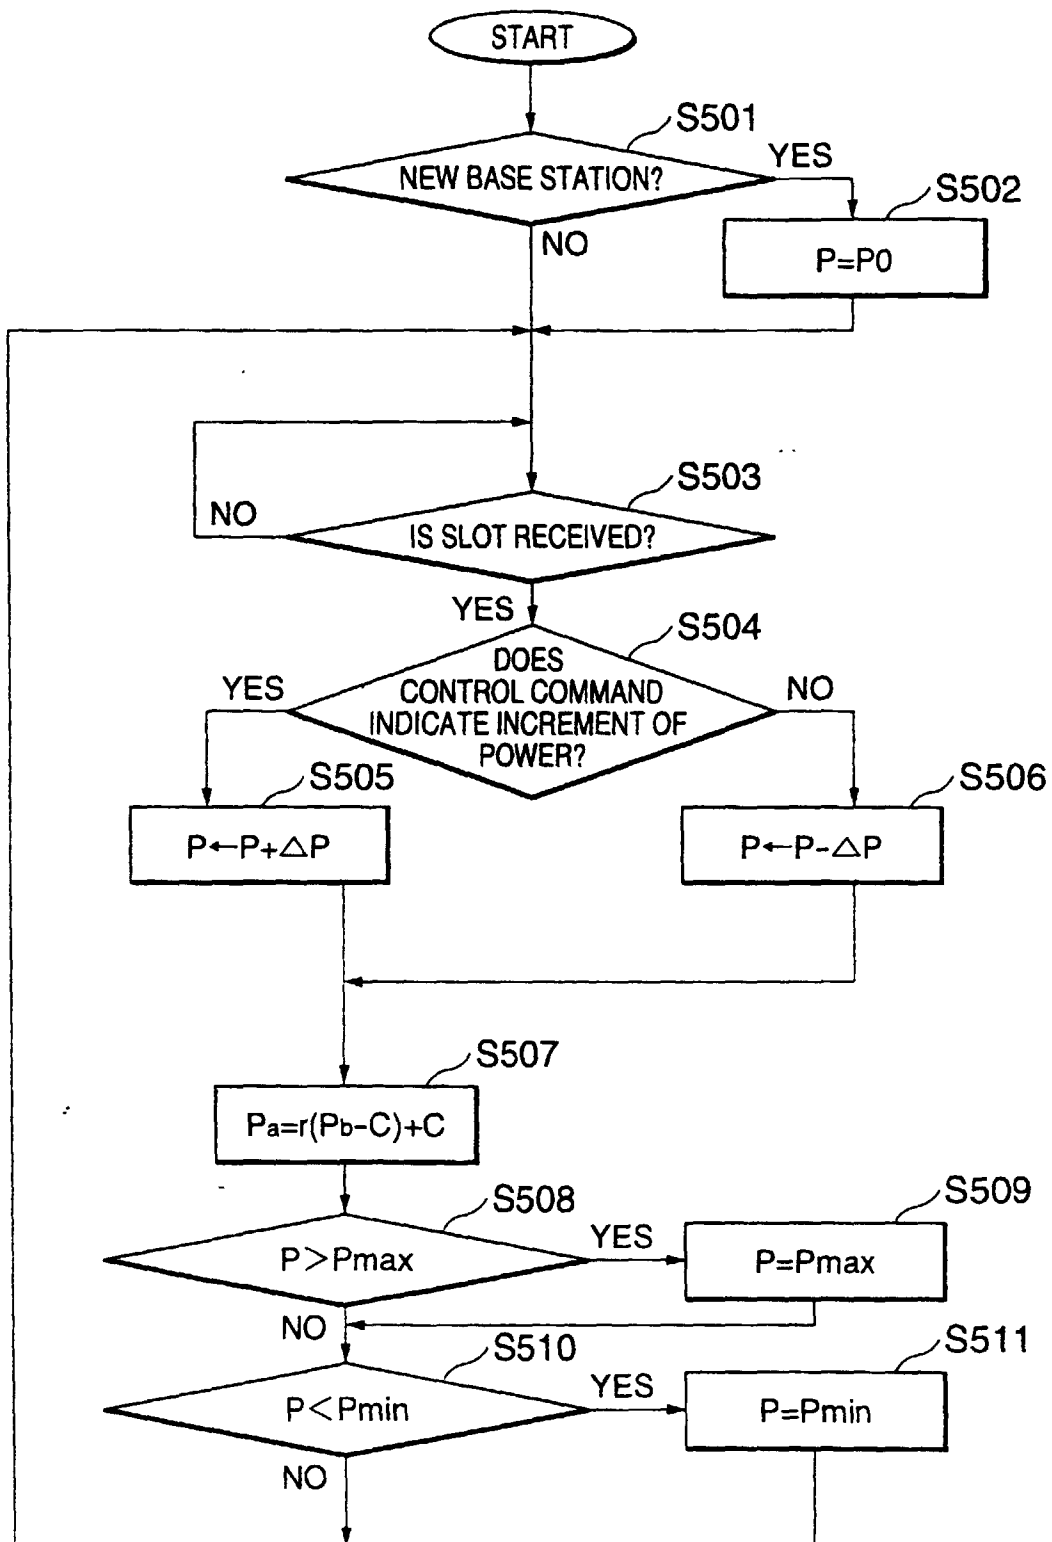 START
S501
NEW BASE STATION?
YES
S502
P=P0
NO
S503
NO
IS SLOT RECEIVED?
YES
S504
DOES
CONTROL COMMAND
INDICATE INCREMENT OF
POWER?
YES
NO
S505
P←P+△P
S506
P←P-△P
S507
Pa=r(Pb-C)+C
S508
P>Pmax
YES
S509
P=Pmax
NO
S510
P<Pmin
YES
S511
P=Pmin
NO